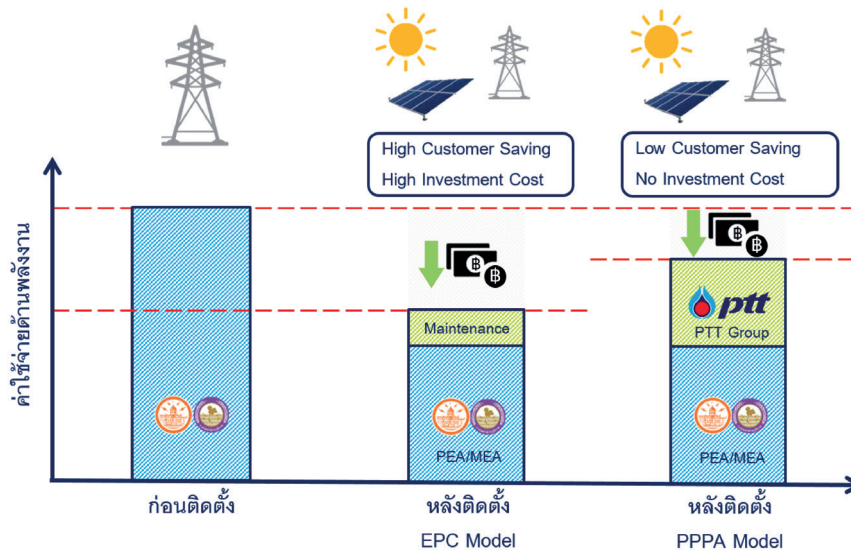 High Customer Saving
High Investment Cost
Low Customer Saving
No Investment Cost
ค่าใช้จ่ายด้านพลังงาน
฿
฿
฿
฿
Maintenance
ptt
PTT Group
PEA/MEA
PEA/MEA
ก่อนติดตั้ง
หลังติดตั้ง
หลังติดตั้ง
EPC Model
PPPA Model